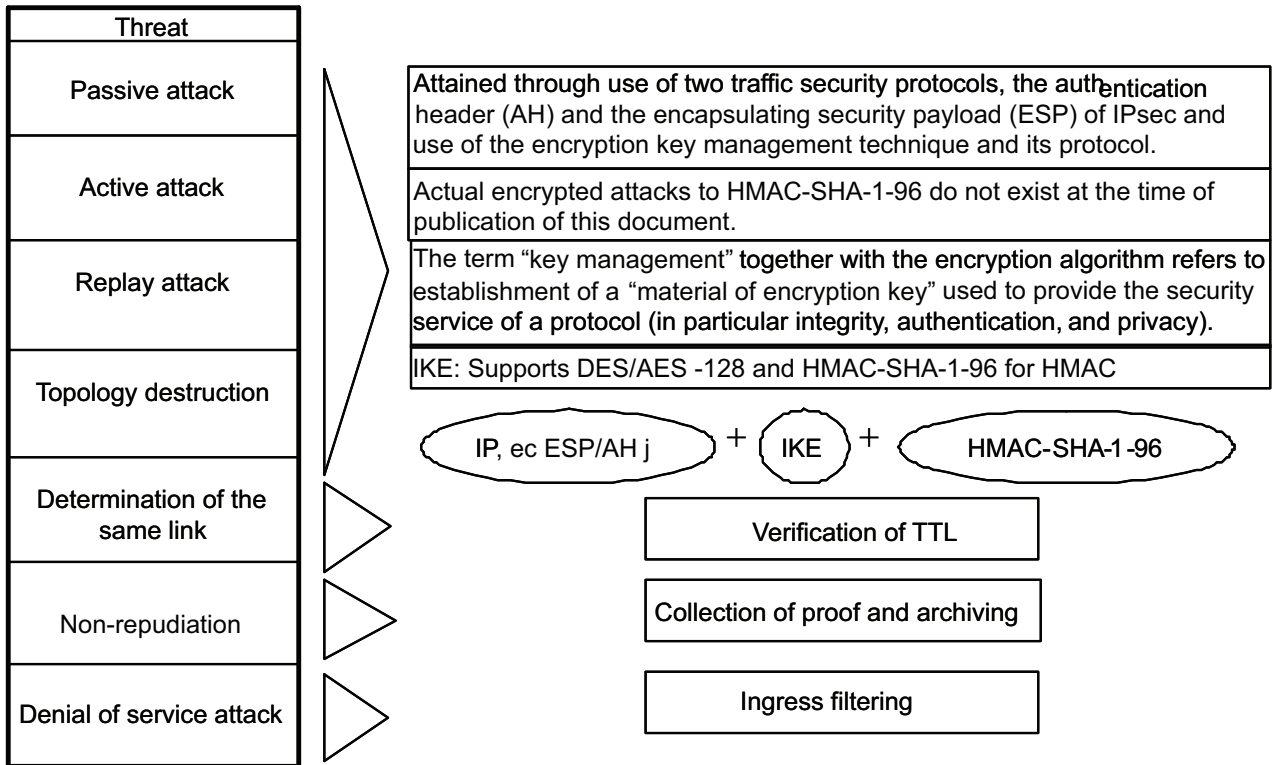 Threat
Passive attack
Active attack
Replay attack
Topology destruction
Determination of the
same link
Non-repudiation
Denial of service attack
Attained through use of two traffic security protocols, the authentication
header (AH) and the encapsulating security payload (ESP) of IPsec and
use of the encryption key management technique and its protocol.
Actual encrypted attacks to HMAC-SHA-1-96 do not exist at the time of
publication of this document.
The term “key management” together with the encryption algorithm refers to
establishment of a “material of encryption key” used to provide the security
service of a protocol (in particular integrity, authentication, and privacy).
IKE: Supports DES/AES -128 and HMAC-SHA-1-96 for HMAC
IP, ec ESP/AH j + IKE + HMAC-SHA-1-96
Verification of TTL
Collection of proof and archiving
Ingress filtering